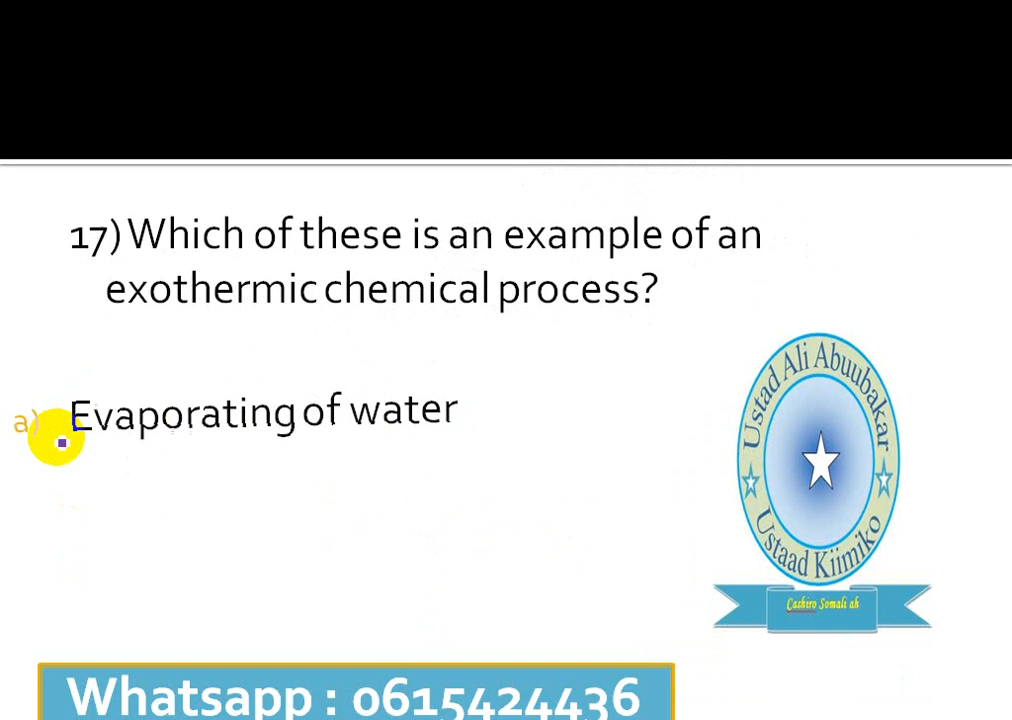 17) Which of these is an example of an
exothermic chemical process?
a) Evaporating of water
Ustad Ali Abuubakar
Ustaad Kiimiko
Cashiro Somali ah
Whatsapp : 0615424436